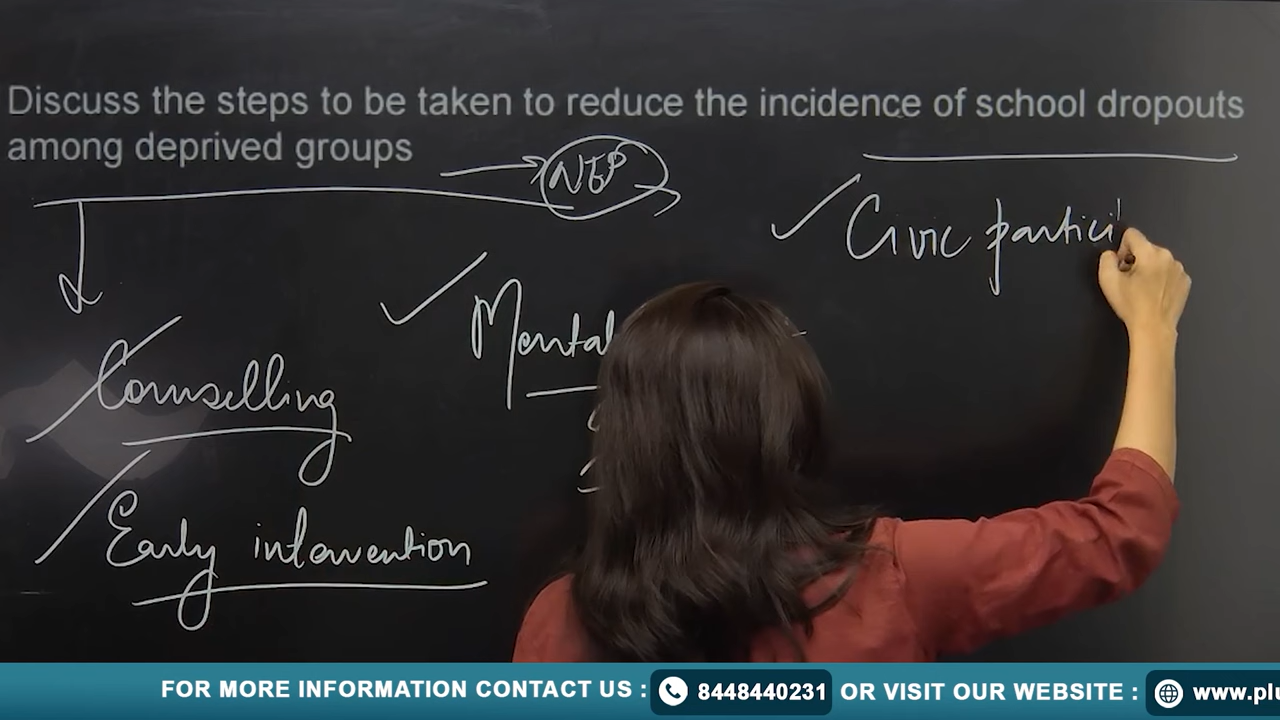 Discuss the steps to be taken to reduce the incidence of school dropouts
among deprived groups
NEP
Civic partici
Mental
Counselling
Early intervention
FOR MORE INFORMATION CONTACT US : 8448440231 OR VISIT OUR WEBSITE : www.plu